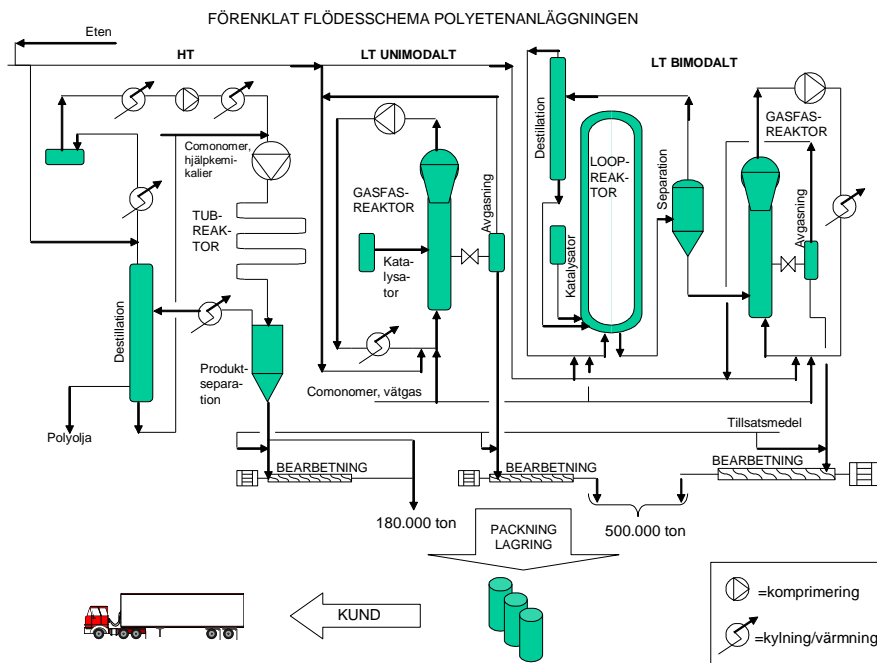 FÖRENKLAT FLÖDESSCHEMA POLYETENANLÄGGNINGEN
Eten
HT
LT UNIMODALT
LT BIMODALT
Comonomer,
hjälpkemi-
kalier
TUB-
REAK-
TOR
Destillation
Produkt-
separation
Polyolja
GASFAS-
REAKTOR
Kata-
lysa-
tor
Avgasning
Comonomer, vätgas
Destillation
Katalysator
LOOP-
REAK-
TOR
Separation
GASFAS-
REAKTOR
Avgasning
Tillsatsmedel
BEARBETNING
BEARBETNING
BEARBETNING
180.000 ton
500.000 ton
PACKNING
LAGRING
KUND
=komprimering
=kylning/värmning